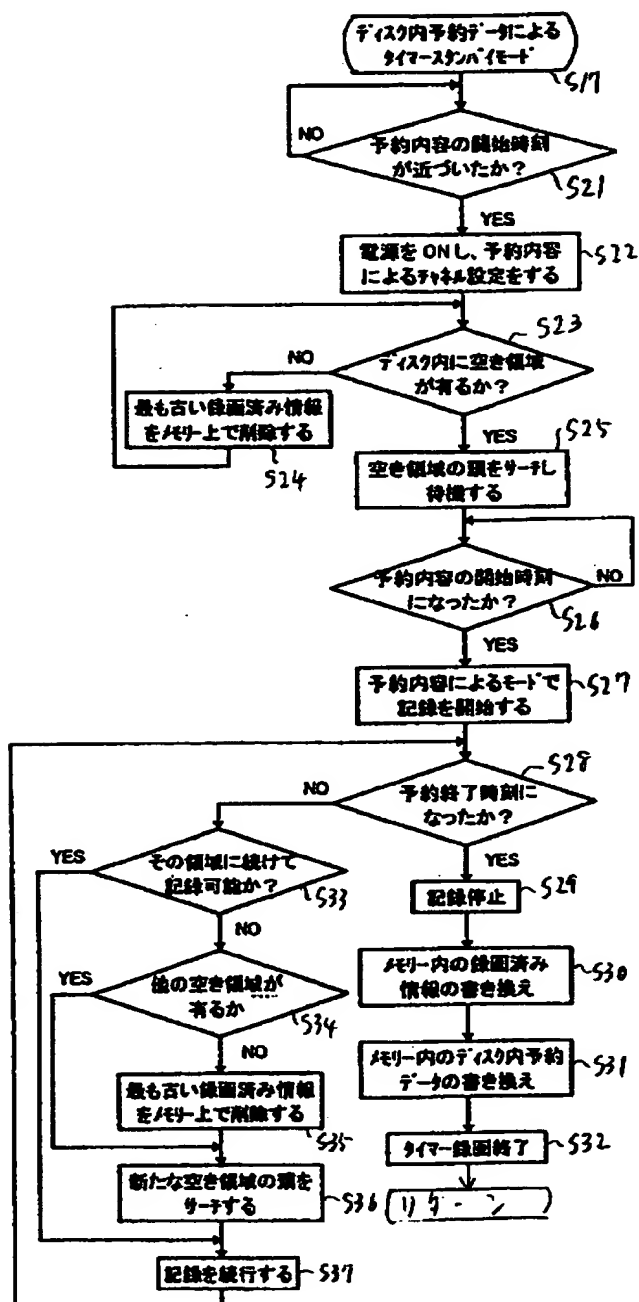 ディスク内予約データによる
タイマースタンバイモード
S17
NO
予約内容の開始時刻
が近づいたか?
S21
YES
電源をONし、予約内容
によるチャネル設定をする
S22
S23
NO
ディスク内に空き領域
が有るか?
最も古い録画済み情報
をメモリー上で削除する
S24
YES
S25
空き領域の頭をサーチし
待機する
予約内容の開始時刻
になったか?
NO
S26
YES
予約内容によるモードで
記録を開始する
S27
S28
NO
予約終了時刻に
なったか?
YES
その領域に続けて
記録可能か?
S33
YES
記録停止
S29
NO
メモリー内の録画済み
情報の書き換え
S30
YES
他の空き領域が
有るか
S34
NO
メモリー内のディスク内予約
データの書き換え
S31
最も古い録画済み情報
をメモリー上で削除する
S35
タイマー録画終了
S32
新たな空き領域の頭を
サーチする
S36
リターン
記録を続行する
S37